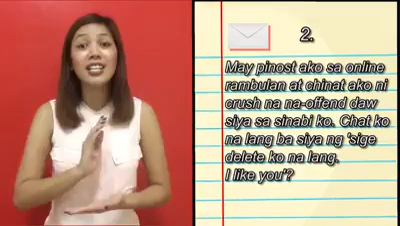 2.
May pinost ako sa online
rambulan at chinat ako ni
crush na na-offend daw
siya sa sinabi ko. Chat ko
na lang ba siya ng 'sige
delete ko na lang.
I like you'?